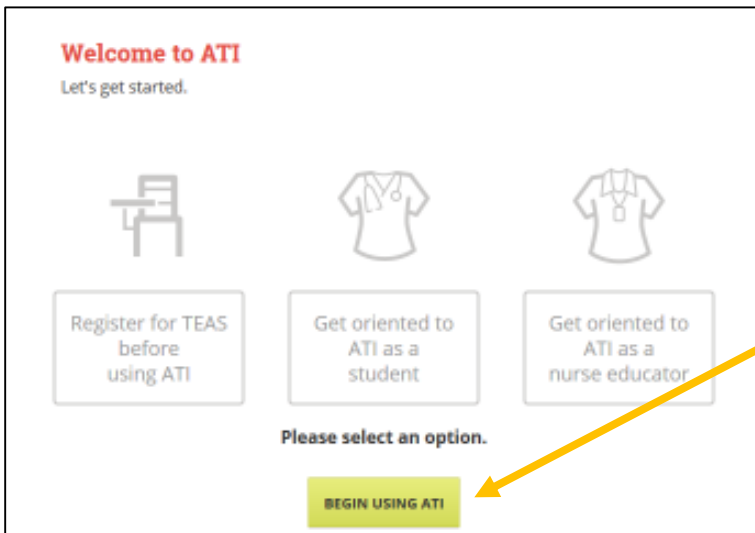 Welcome to ATI
Let's get started.
Register for TEAS
before
using ATI
Get oriented to
ATI as a
student
Get oriented to
ATI as a
nurse educator
Please select an option.
BEGIN USING ATI